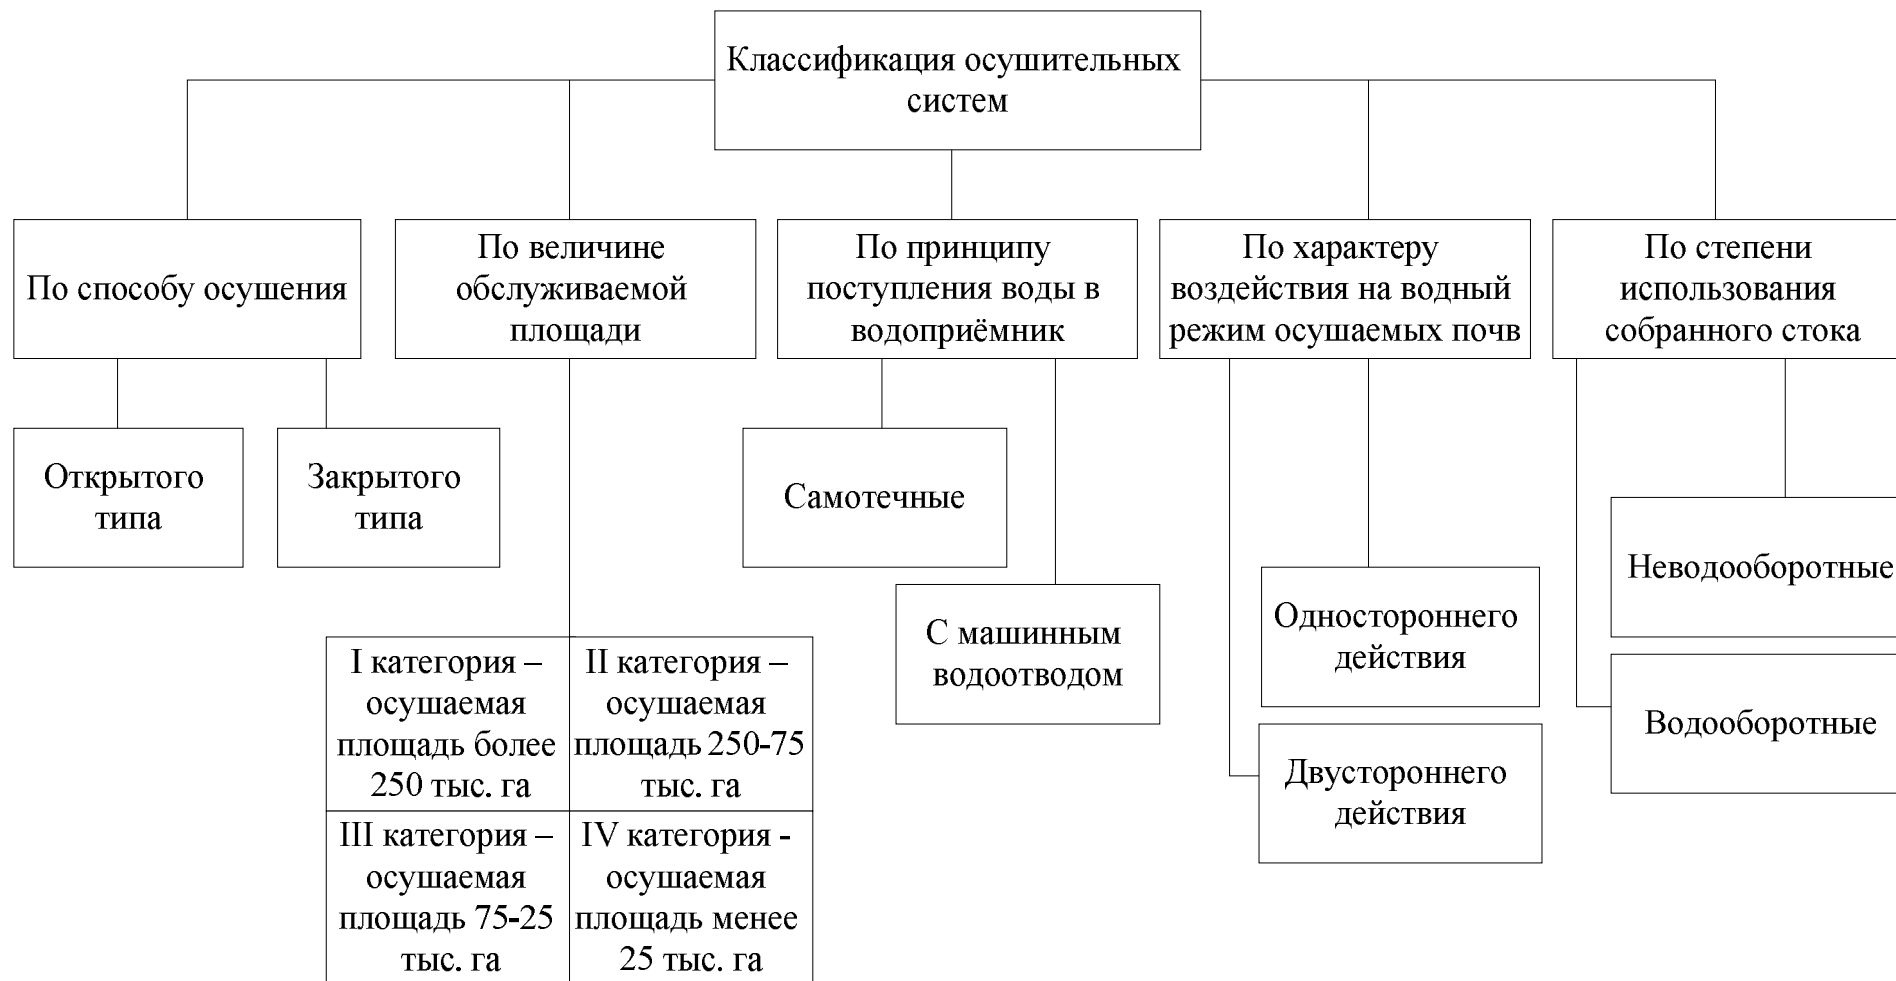 Классификация осушительных
систем
По способу осушения
По величине
обслуживаемой
площади
По принципу
поступления воды в
водоприёмник
По характеру
воздействия на водный
режим осушаемых почв
По степени
использования
собранного стока
Открытого
типа
Закрытого
типа
Самотечные
С машинным
водоотводом
Одностороннего
действия
Двустороннего
действия
Неводооборотные
Водооборотные
I категория –
осушаемая
площадь более
250 тыс. га
II категория –
осушаемая
площадь 250-75
тыс. га
III категория –
осушаемая
площадь 75-25
тыс. га
IV категория -
осушаемая
площадь менее
25 тыс. га